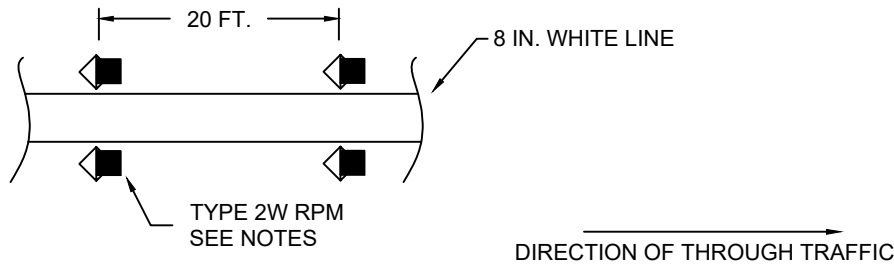 20 FT.
8 IN. WHITE LINE
TYPE 2W RPM
SEE NOTES
DIRECTION OF THROUGH TRAFFIC